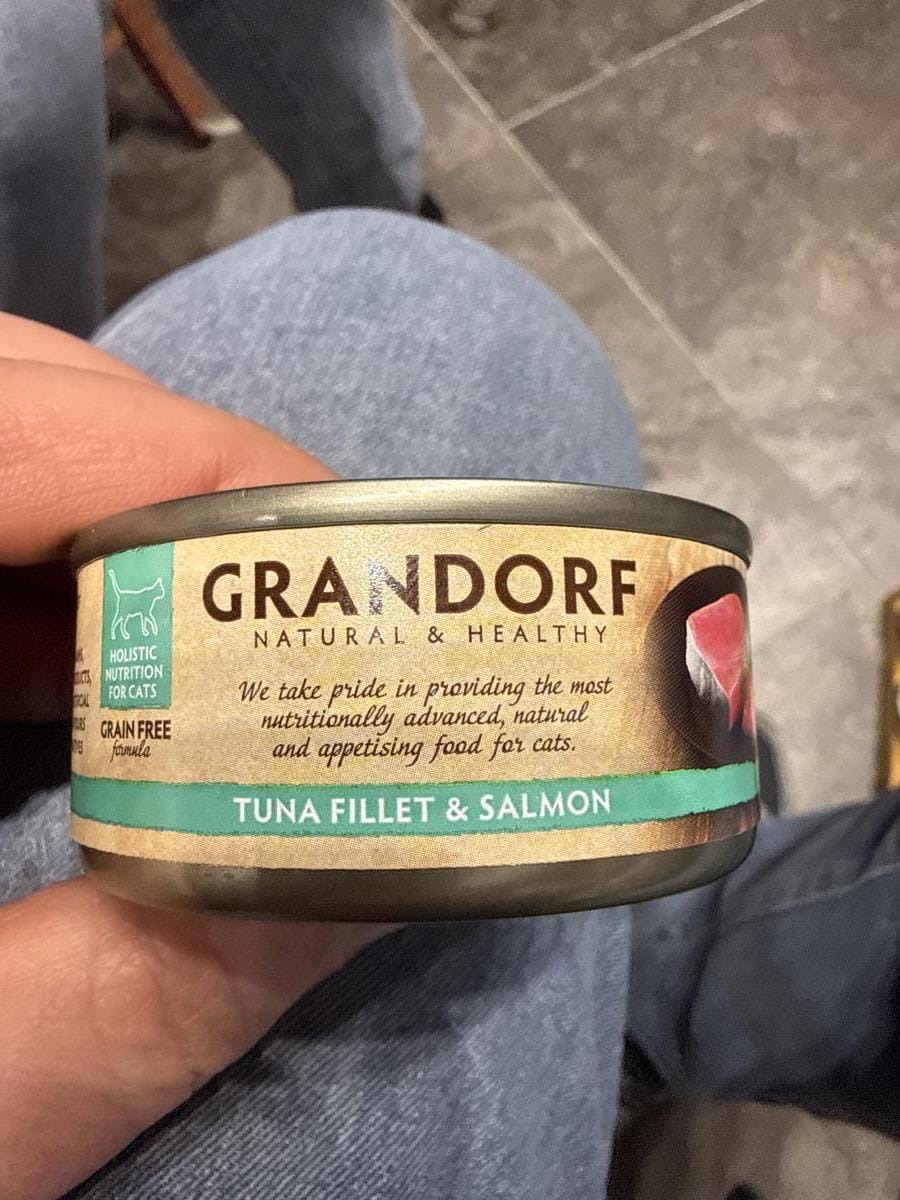 GRANDORF
NATURAL & HEALTHY
We take pride in providing the most
nutritionally advanced, natural
and appetising food for cats.
TUNA FILLET & SALMON
HOLISTIC
NUTRITION
FOR CATS
GRAIN FREE
formula